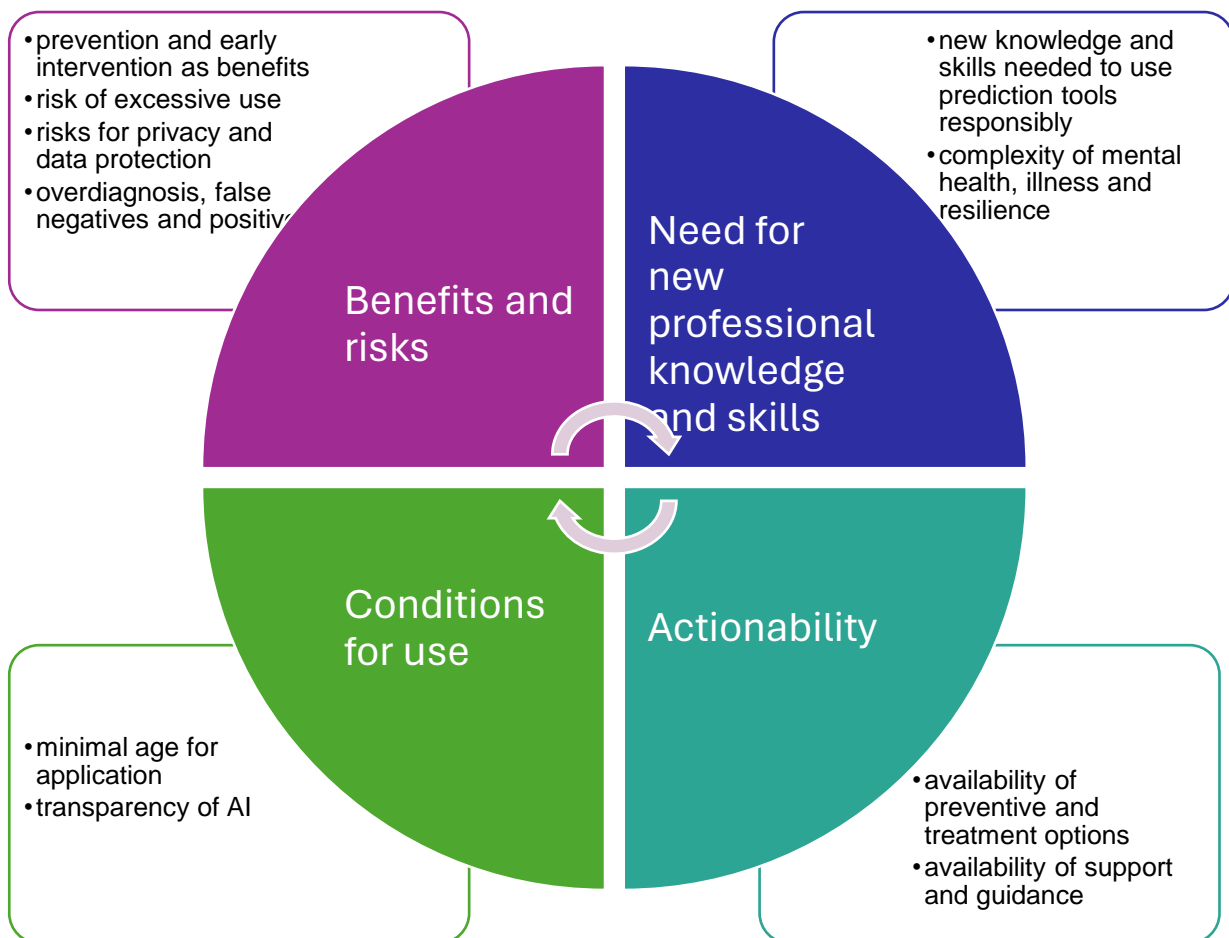 •prevention and early
intervention as benefits
•risk of excessive use
•risks for privacy and
data protection
•overdiagnosis, false
negatives and positive
•new knowledge and
skills needed to use
prediction tools
responsibly
•complexity of mental
health, illness and
resilience
Benefits and
risks
Need for
new
professional
knowledge
and skills
Conditions
for use
Actionability
•minimal age for
application
•transparency of AI
•availability of
preventive and
treatment options
•availability of support
and guidance